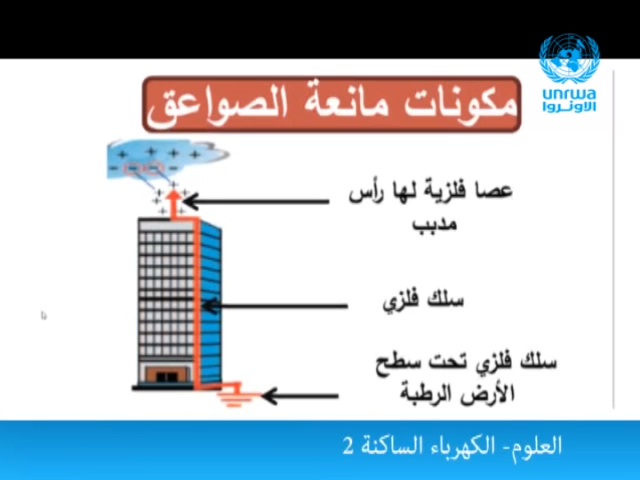 unrwa
الاونروا
مكونات مانعة الصواعق
عصا فلزية لها رأس
مدبب
سلك فلزي
سلك فلزي تحت سطح
الأرض الرطبة
العلوم- الكهرباء الساكنة 2